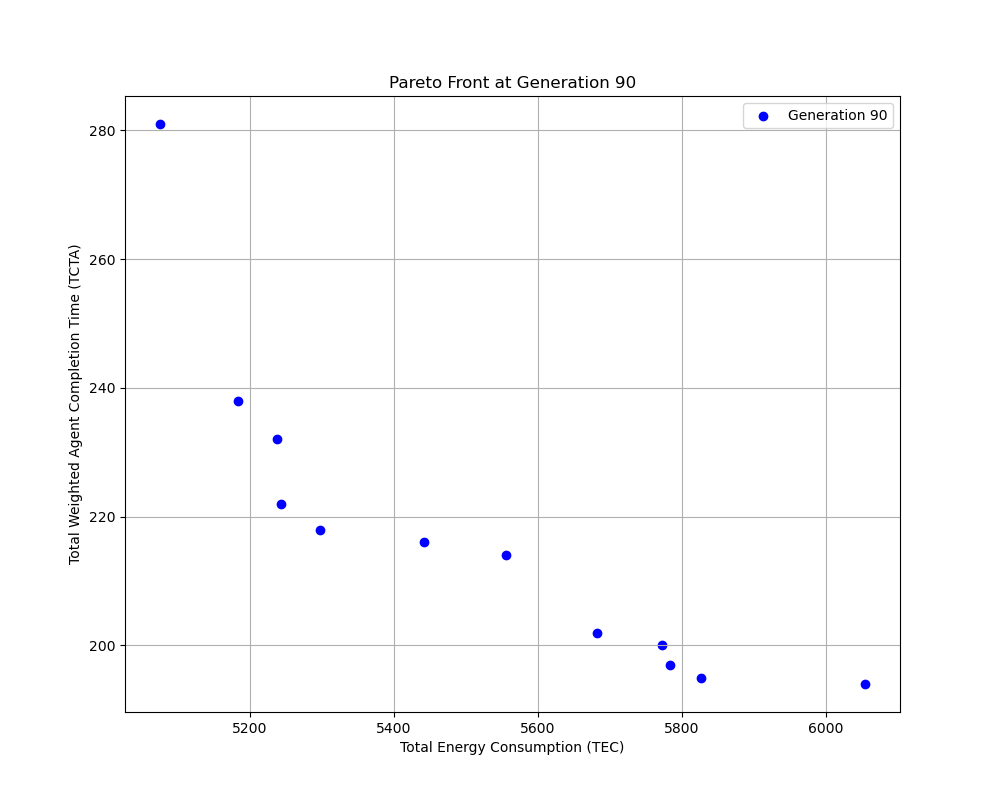 Pareto Front at Generation 90
Generation 90
Total Weighted Agent Completion Time (TCTA)
280
260
240
220
200
5200 5400 5600 5800 6000
Total Energy Consumption (TEC)